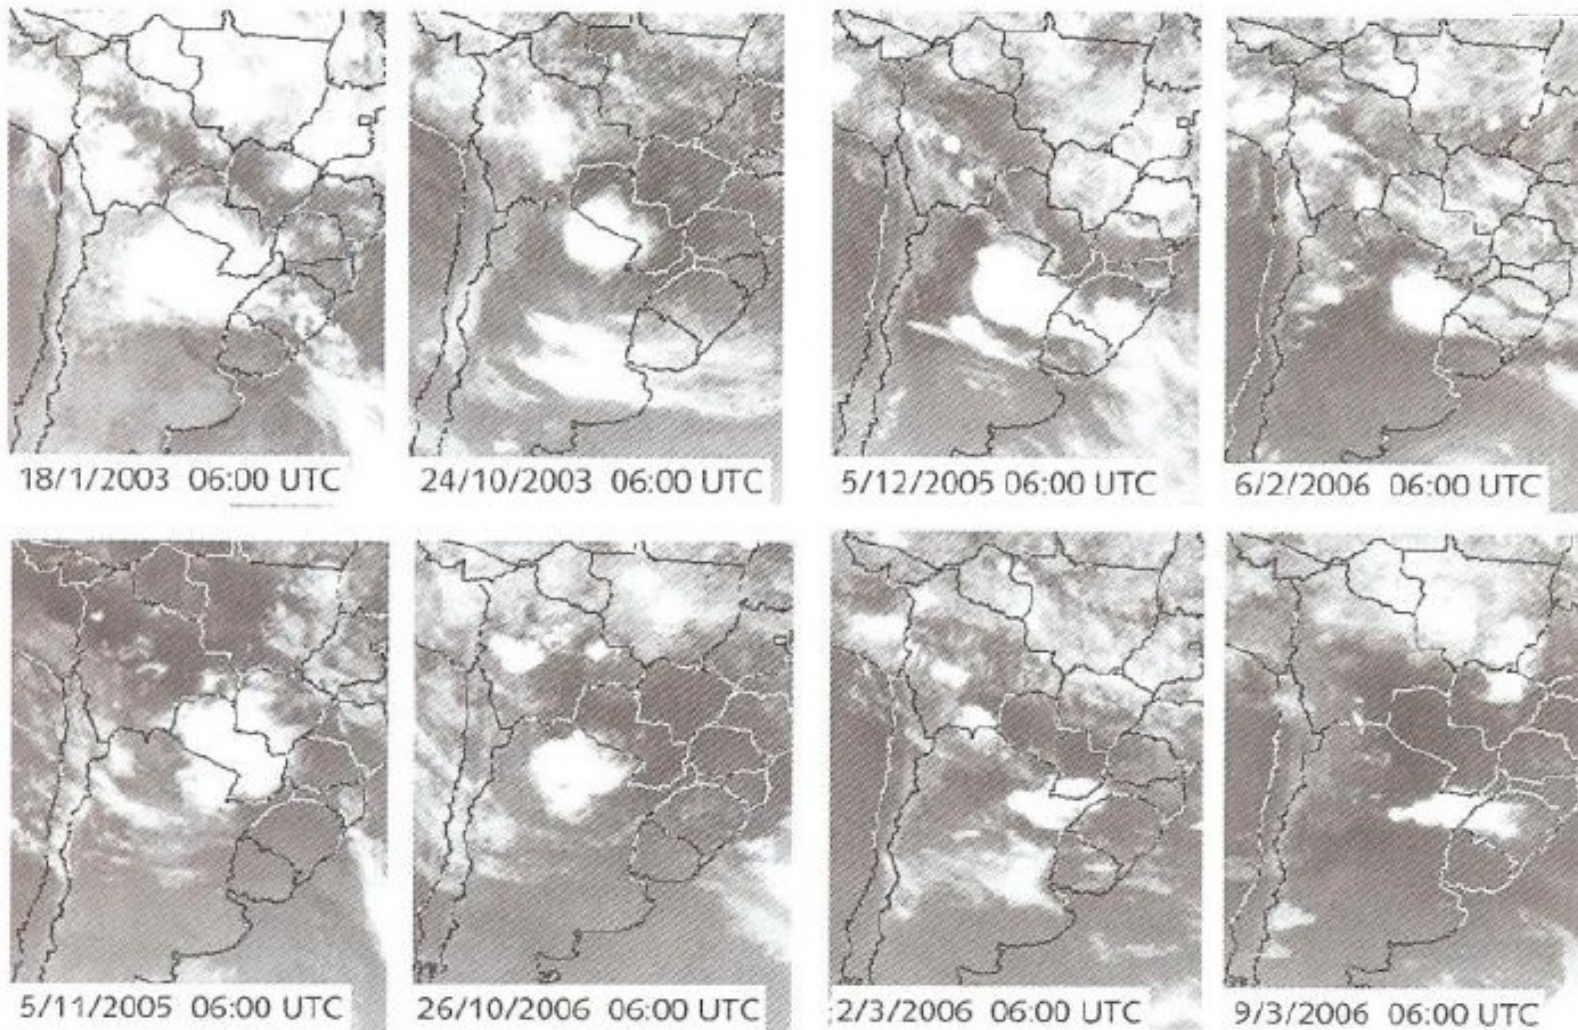 18/1/2003 06:00 UTC
24/10/2003 06:00 UTC
5/12/2005 06:00 UTC
6/2/2006 06:00 UTC
5/11/2005 06:00 UTC
26/10/2006 06:00 UTC
2/3/2006 06:00 UTC
9/3/2006 06:00 UTC